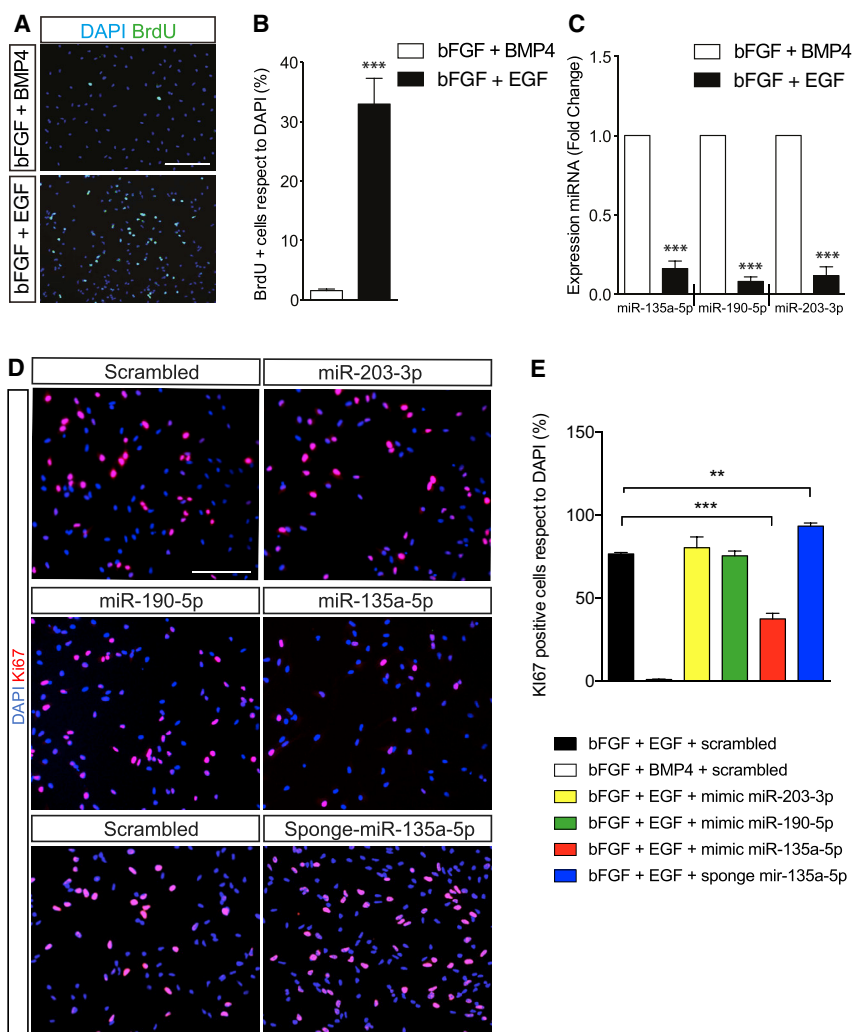 A
DAPI BrdU
bFGF + BMP4
bFGF + EGF
B
bFGF + BMP4
bFGF + EGF
BrdU + cells respect to DAPI (%)
40
30
20
10
0
***
C
bFGF + BMP4
bFGF + EGF
Expression miRNA (Fold Change)
1.5
1.0
0.5
0.0
***
***
***
miR-135a-5p
miR-190-5p
miR-203-3p
D
DAPI Ki67
Scrambled
miR-203-3p
miR-190-5p
miR-135a-5p
Scrambled
Sponge-miR-135a-5p
E
KI67 positive cells respect to DAPI (%)
150
100
50
0
**
***
bFGF + EGF + scrambled
bFGF + BMP4 + scrambled
bFGF + EGF + mimic miR-203-3p
bFGF + EGF + mimic miR-190-5p
bFGF + EGF + mimic miR-135a-5p
bFGF + EGF + sponge mir-135a-5p